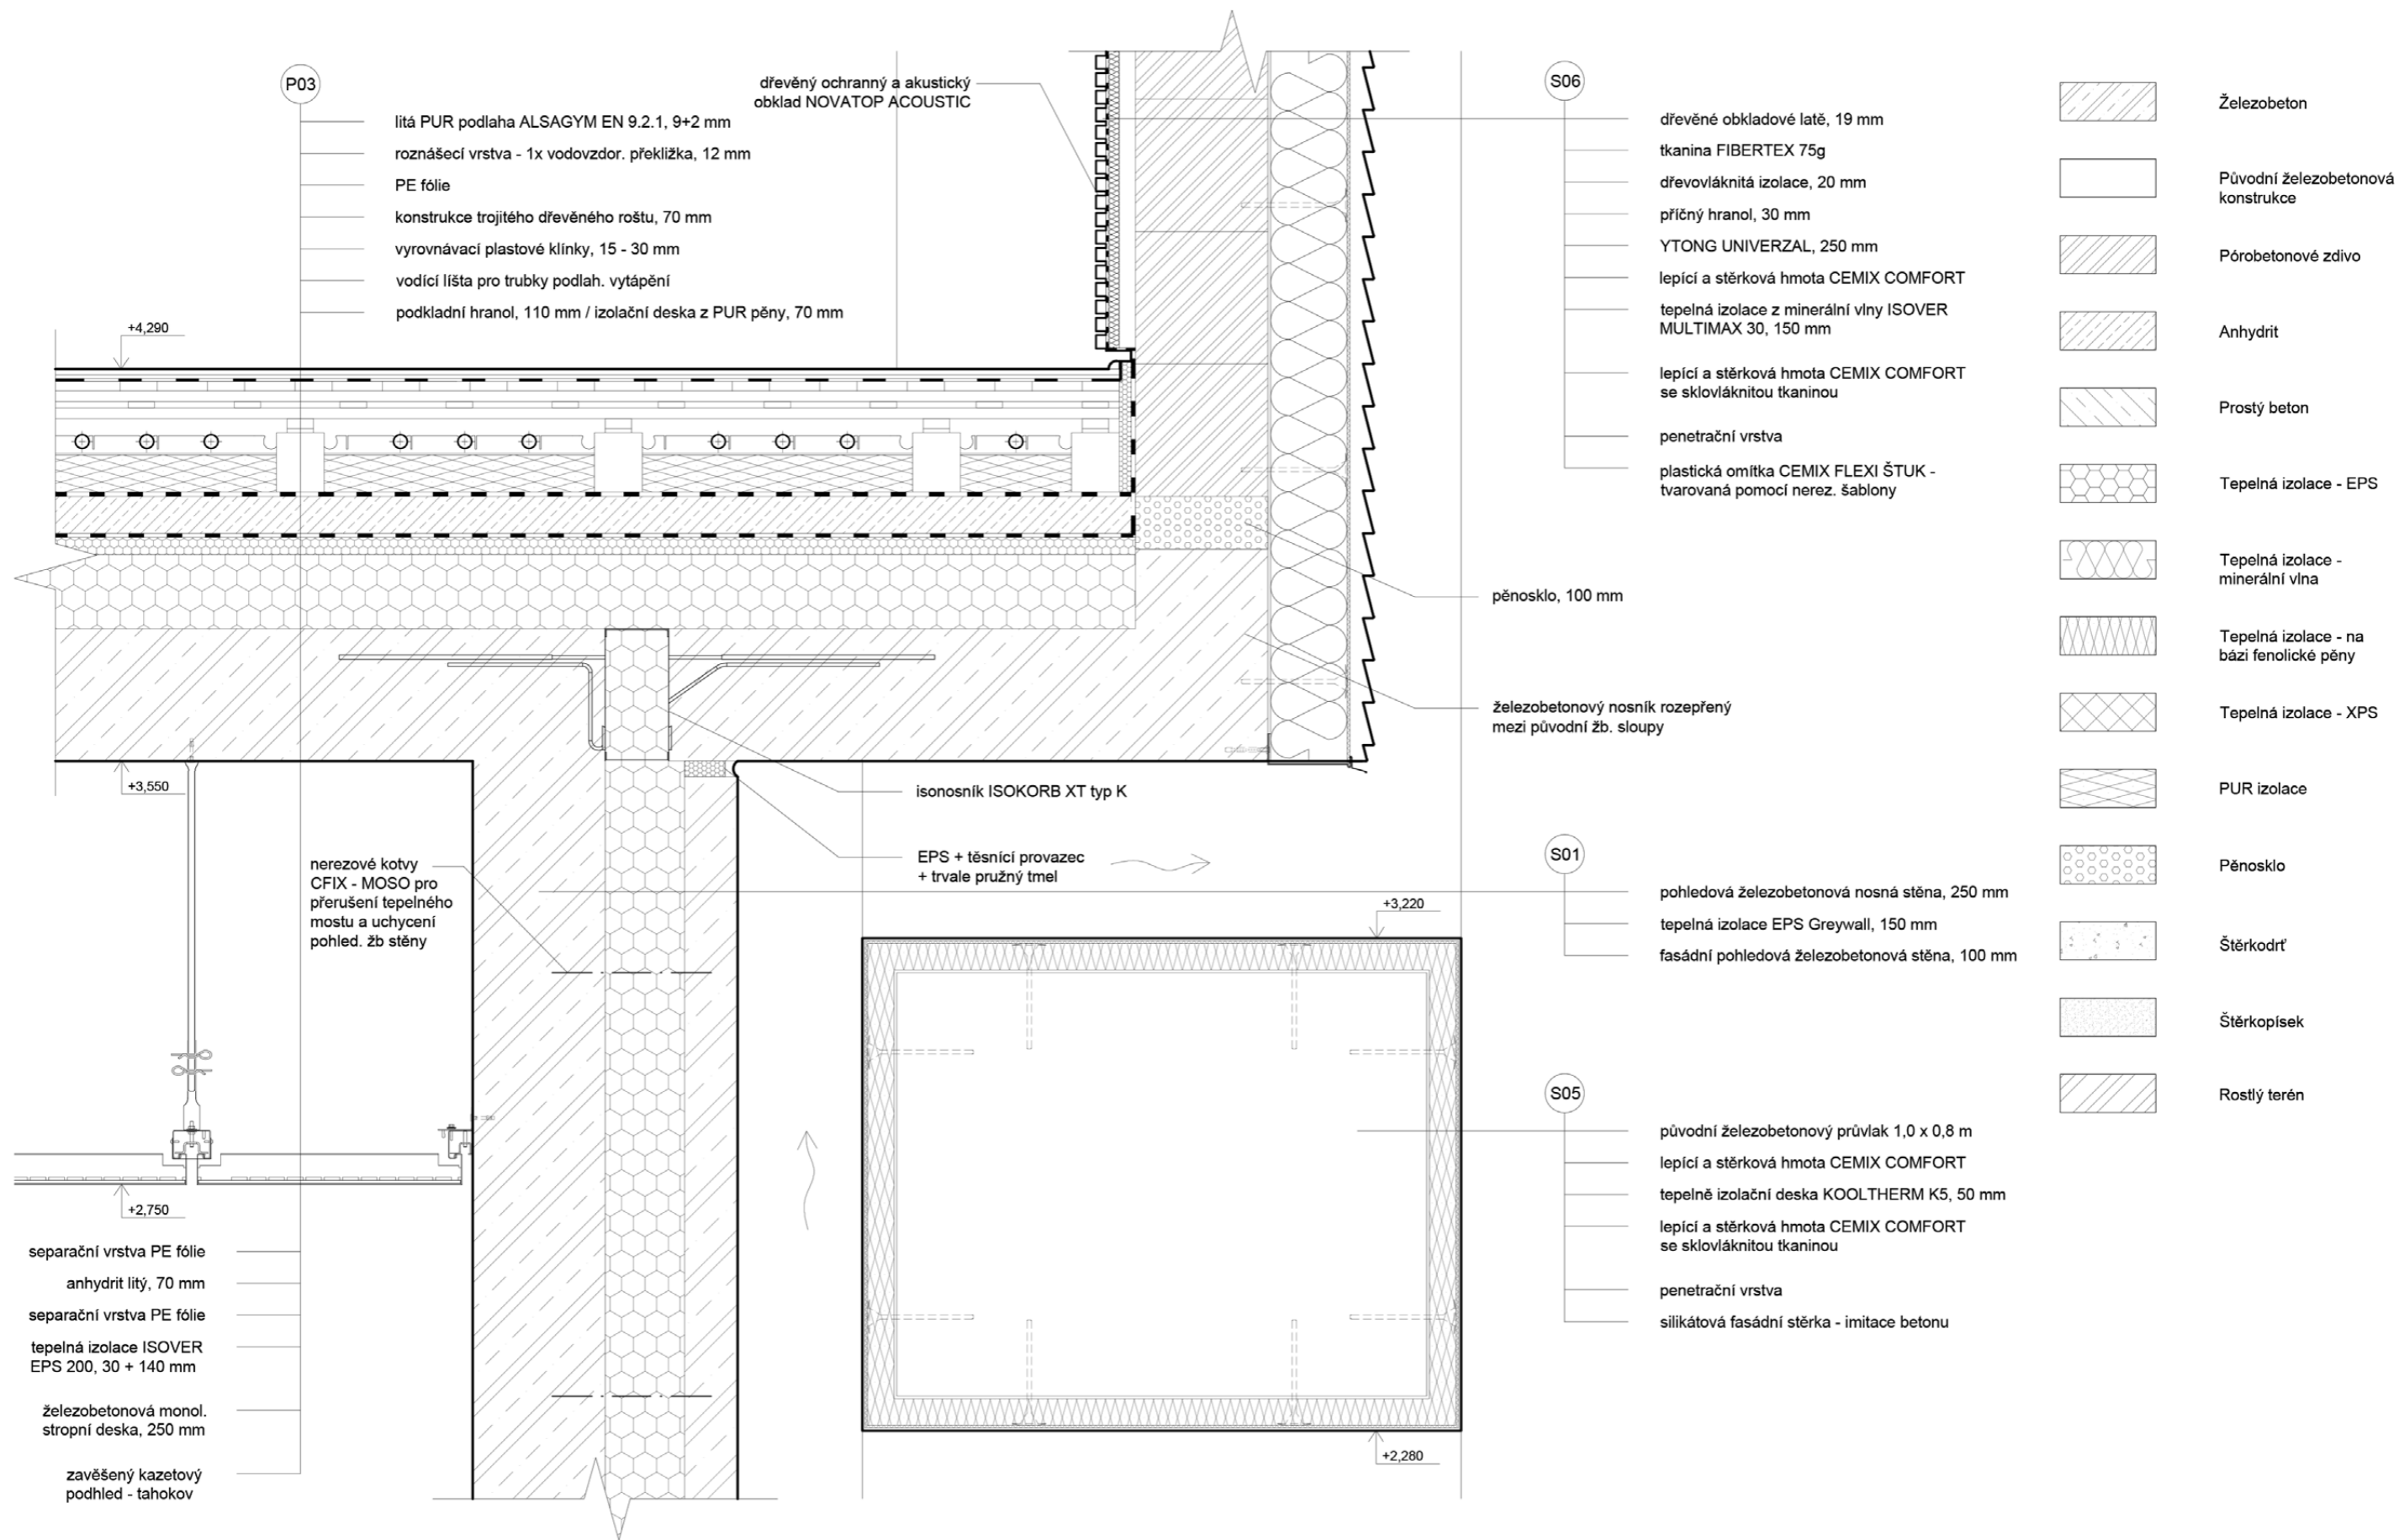 P03
litá PUR podlaha ALSAGYM EN 9.2.1, 9+2 mm
roznášecí vrstva - 1x vodovzdor. překližka, 12 mm
PE fólie
konstrukce trojitého dřevěného roštu, 70 mm
vyrovnávací plastové klínky, 15 - 30 mm
vodící líšta pro trubky podlah. vytápění
podkladní hranol, 110 mm / izolační deska z PUR pěny, 70 mm
+4,290
dřevěný ochranný a akustický
obklad NOVATOP ACOUSTIC
S06
dřevěné obkladové latě, 19 mm
tkanina FIBERTEX 75g
dřevovláknitá izolace, 20 mm
příčný hranol, 30 mm
YTONG UNIVERZAL, 250 mm
lepící a stěrková hmota CEMIX COMFORT
tepelná izolace z minerální vlny ISOVER
MULTIMAX 30, 150 mm
lepící a stěrková hmota CEMIX COMFORT
se sklovláknitou tkaninou
penetrační vrstva
plastická omítka CEMIX FLEXI ŠTUK -
tvarovaná pomocí nerez. šablony
pěnosklo, 100 mm
železobetonový nosník rozepřený
mezi původní žb. sloupy
+3,550
isonosník ISOKORB XT typ K
EPS + těsnící provazec
+ trvale pružný tmel
nerezové kotvy
CFIX - MOSO pro
přerušení tepelného
mostu a uchycení
pohled. žb stěny
S01
pohledová železobetonová nosná stěna, 250 mm
tepelná izolace EPS Greywall, 150 mm
fasádní pohledová železobetonová stěna, 100 mm
+3,220
S05
původní železobetonový průvlak 1,0 x 0,8 m
lepící a stěrková hmota CEMIX COMFORT
tepelně izolační deska KOOLTHERM K5, 50 mm
lepící a stěrková hmota CEMIX COMFORT
se sklovláknitou tkaninou
penetrační vrstva
silikátová fasádní stěrka - imitace betonu
+2,280
+2,750
separační vrstva PE fólie
anhydrit litý, 70 mm
separační vrstva PE fólie
tepelná izolace ISOVER
EPS 200, 30 + 140 mm
železobetonová monol.
stropní deska, 250 mm
zavěšený kazetový
podhled - tahokov
Železobeton
Původní železobetonová
konstrukce
Pórobetonové zdivo
Anhydrit
Prostý beton
Tepelná izolace - EPS
Tepelná izolace -
minerální vlna
Tepelná izolace - na
bázi fenolické pěny
Tepelná izolace - XPS
PUR izolace
Pěnosklo
Štěrkodrť
Štěrkopísek
Rostlý terén